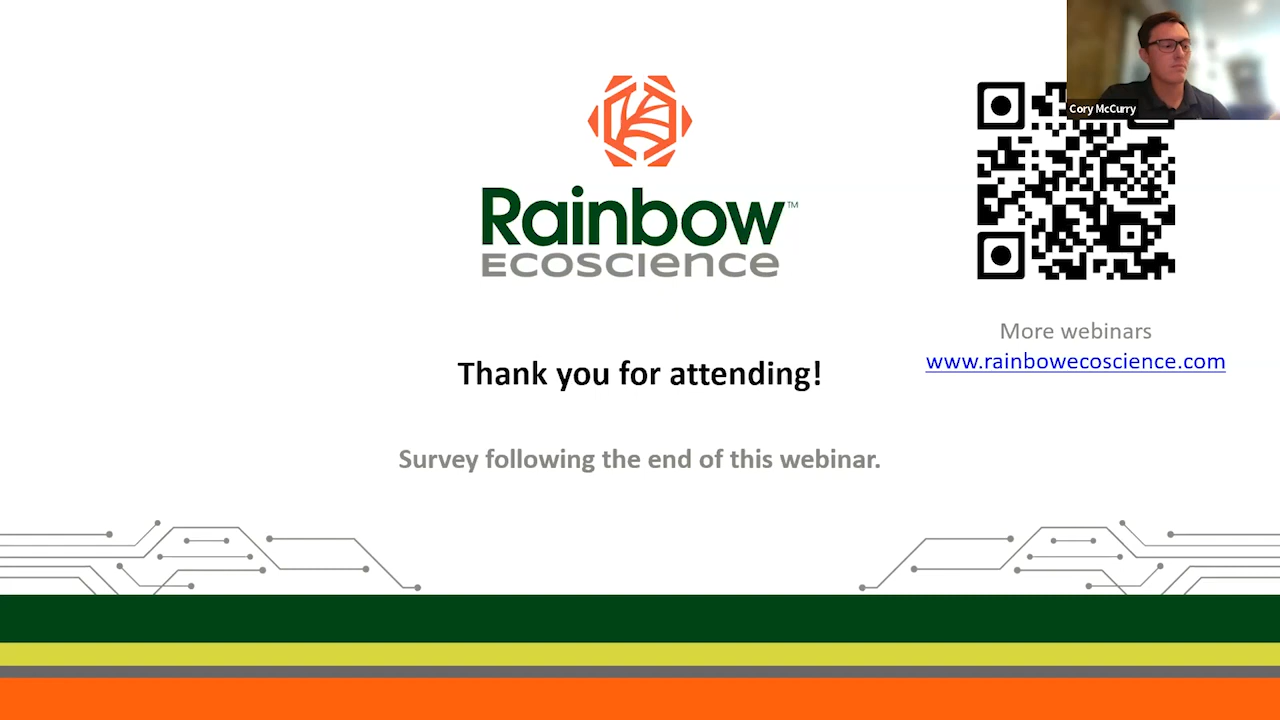 Cory McCurry
Rainbow™
Ecoscience
More webinars
www.rainbowecoscience.com
Thank you for attending!
Survey following the end of this webinar.